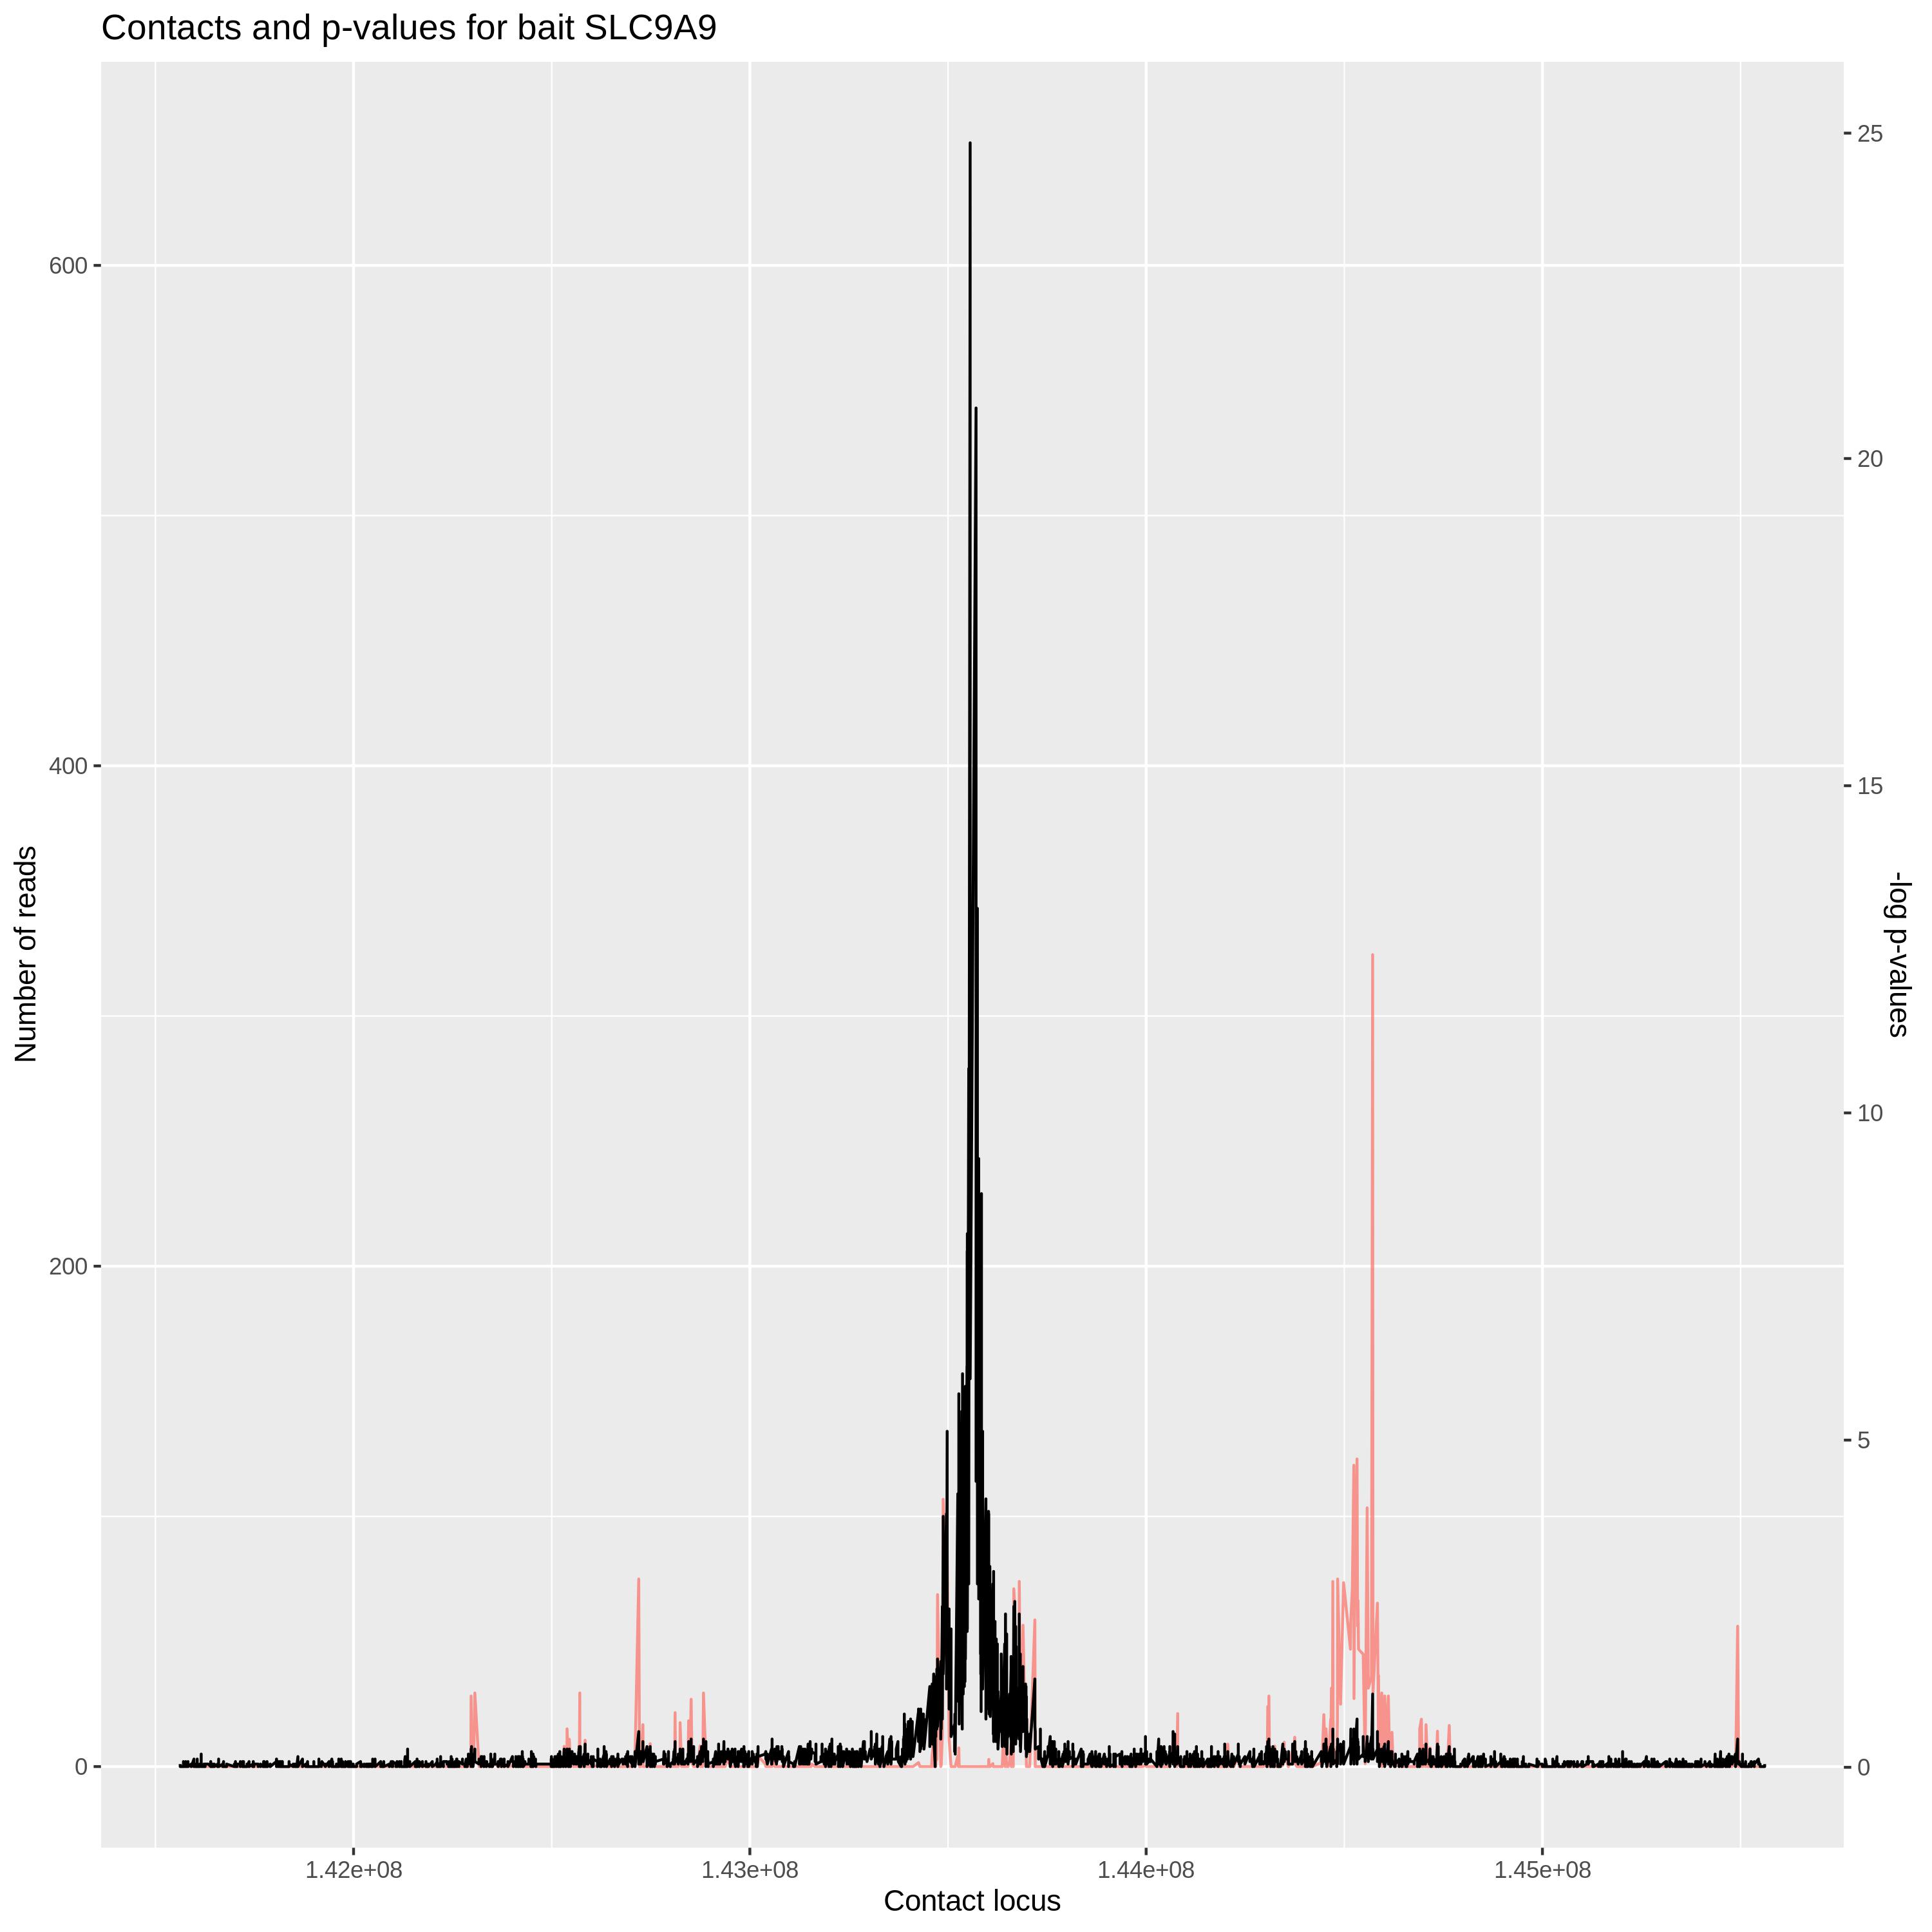 Contacts and p-values for bait SLC9A9
Number of reads
600
400
200
0
25
20
15
10
5
0
-log p-values
1.42e+08
1.43e+08
1.44e+08
1.45e+08
Contact locus